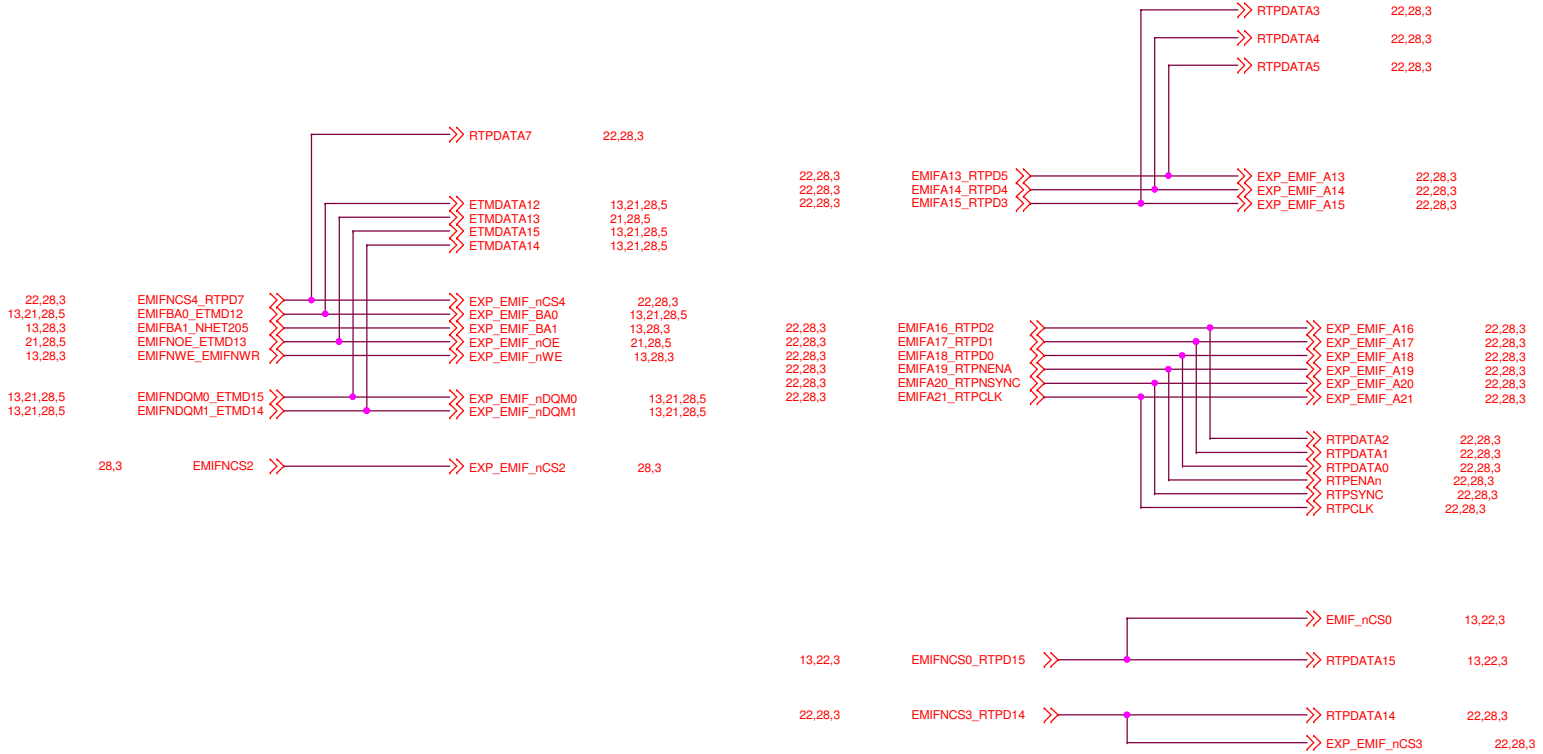 RTPDATA3 22,28,3
RTPDATA4 22,28,3
RTPDATA5 22,28,3
RTPDATA7 22,28,3
22,28,3 EMIFA13_RTPD5 EXP_EMIF_A13 22,28,3
22,28,3 EMIFA14_RTPD4 EXP_EMIF_A14 22,28,3
22,28,3 EMIFA15_RTPD3 EXP_EMIF_A15 22,28,3
ETMDATA12 13,21,28,5
ETMDATA13 21,28,5
ETMDATA15 13,21,28,5
ETMDATA14 13,21,28,5
22,28,3 EMIFNCS4_RTPD7 EXP_EMIF_nCS4 22,28,3
13,21,28,5 EMIFBA0_ETMD12 EXP_EMIF_BA0 13,21,28,5
13,28,3 EMIFBA1_NHET205 EXP_EMIF_BA1 13,28,3
21,28,5 EMIFNOE_ETMD13 EXP_EMIF_nOE 21,28,5
13,28,3 EMIFNWE_EMIFNWR EXP_EMIF_nWE 13,28,3
13,21,28,5 EMIFNDQM0_ETMD15 EXP_EMIF_nDQM0 13,21,28,5
13,21,28,5 EMIFNDQM1_ETMD14 EXP_EMIF_nDQM1 13,21,28,5
28,3 EMIFNCS2 EXP_EMIF_nCS2 28,3
22,28,3 EMIFA16_RTPD2 EXP_EMIF_A16 22,28,3
22,28,3 EMIFA17_RTPD1 EXP_EMIF_A17 22,28,3
22,28,3 EMIFA18_RTPD0 EXP_EMIF_A18 22,28,3
22,28,3 EMIFA19_RTPNENA EXP_EMIF_A19 22,28,3
22,28,3 EMIFA20_RTPNSYNC EXP_EMIF_A20 22,28,3
22,28,3 EMIFA21_RTPCLK EXP_EMIF_A21 22,28,3
RTPDATA2 22,28,3
RTPDATA1 22,28,3
RTPDATA0 22,28,3
RTPENAn 22,28,3
RTPSYNC 22,28,3
RTPCLK 22,28,3
EMIF_nCS0 13,22,3
13,22,3 EMIFNCS0_RTPD15 RTPDATA15 13,22,3
22,28,3 EMIFNCS3_RTPD14 RTPDATA14 22,28,3
EXP_EMIF_nCS3 22,28,3